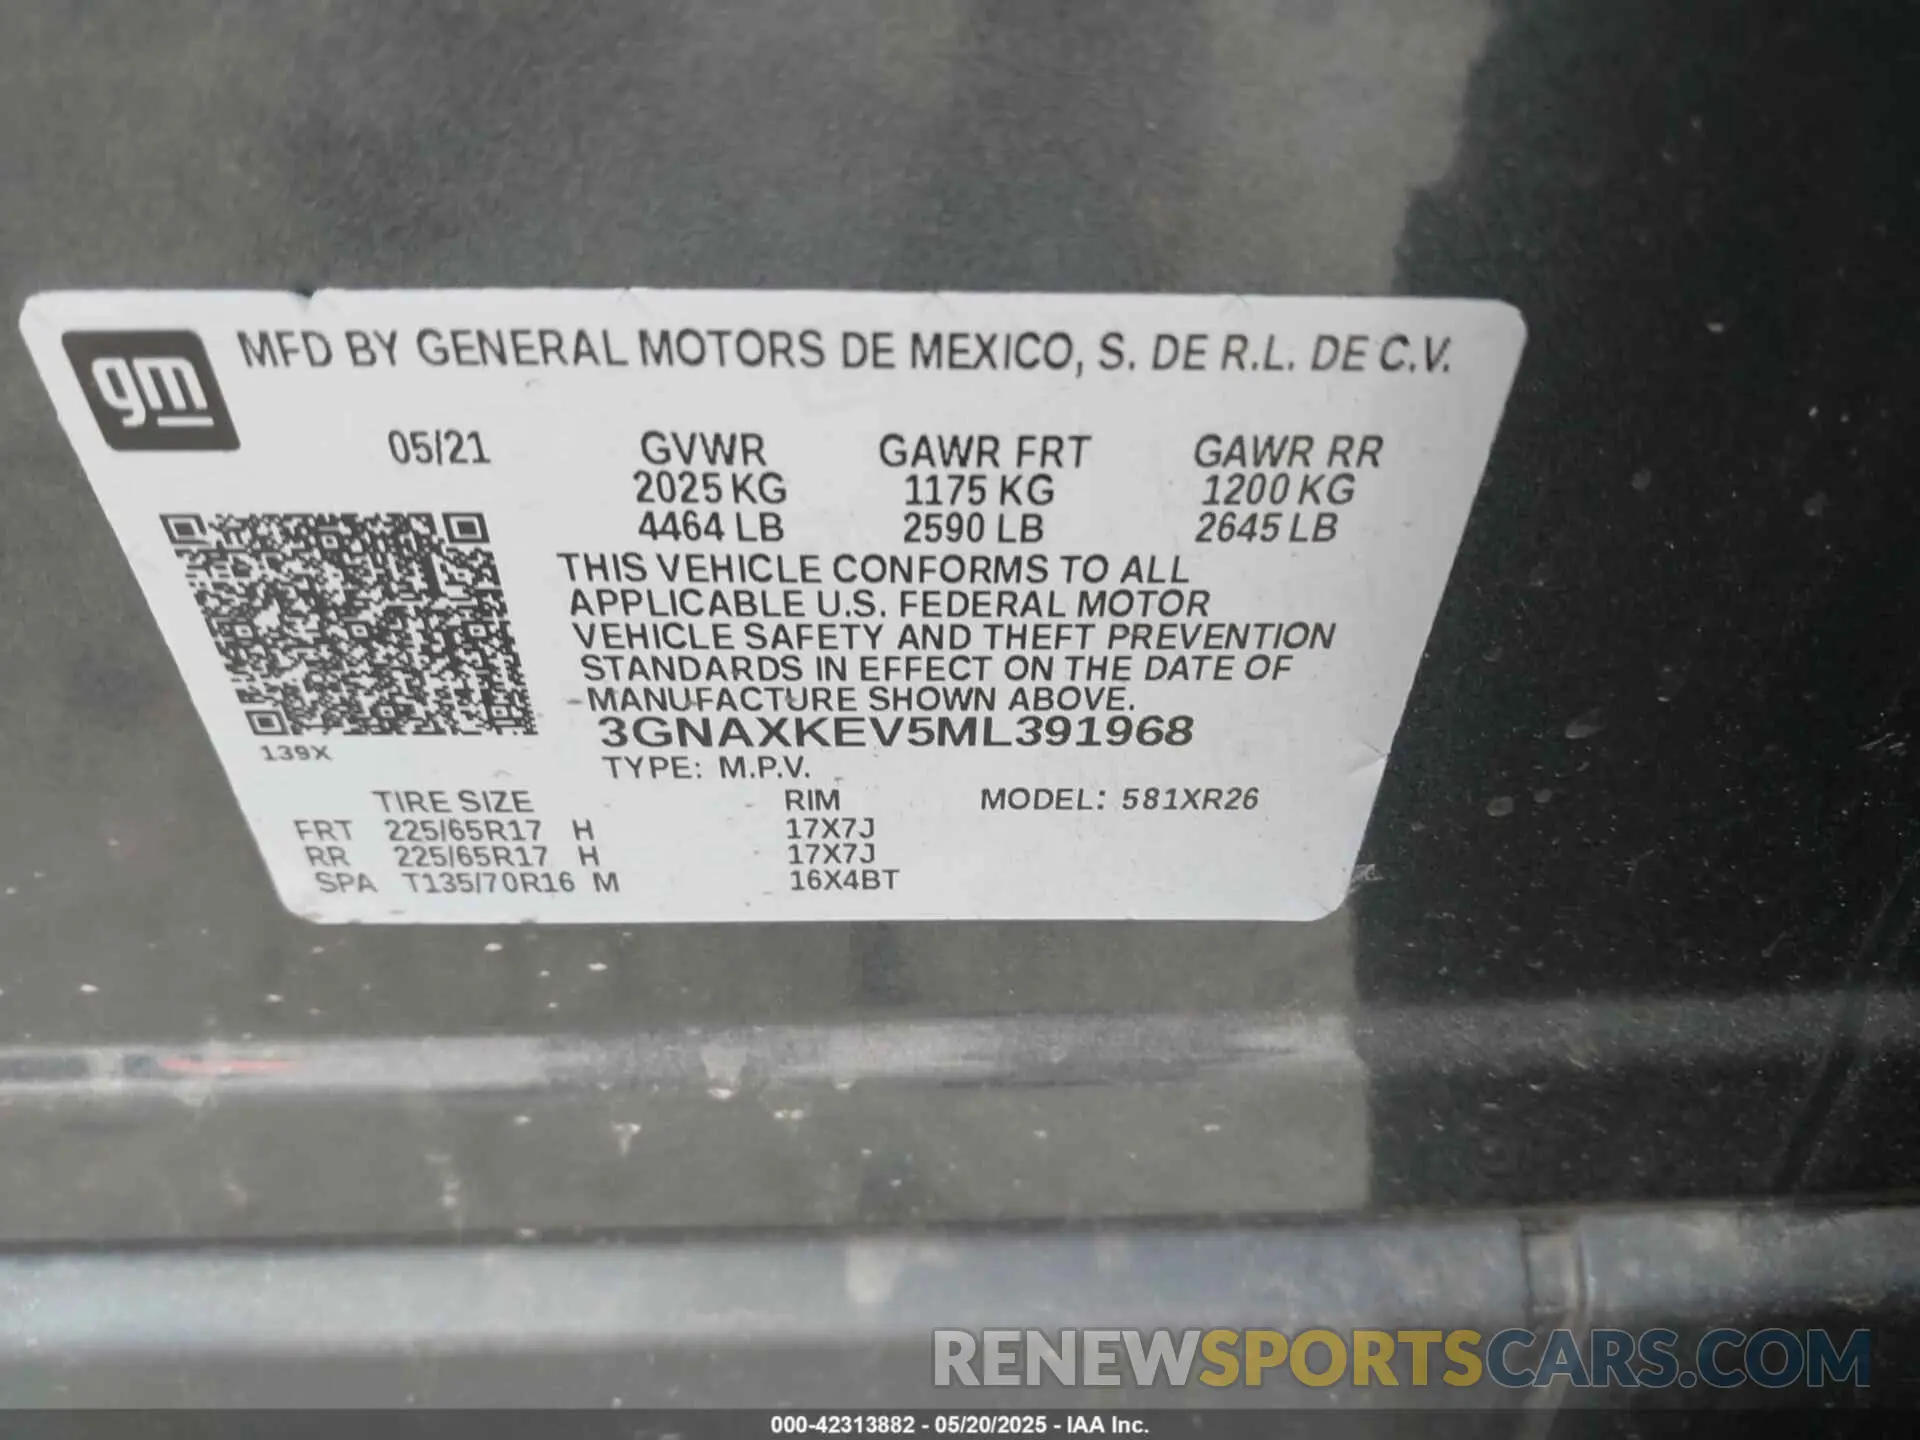 gm
MFD BY GENERAL MOTORS DE MEXICO, S. DE R.L. DE C.V.
05/21 GVWR GAWR FRT GAWR RR
2025 KG 1175 KG 1200 KG
4464 LB 2590 LB 2645 LB
THIS VEHICLE CONFORMS TO ALL
APPLICABLE U.S. FEDERAL MOTOR
VEHICLE SAFETY AND THEFT PREVENTION
STANDARDS IN EFFECT ON THE DATE OF
MANUFACTURE SHOWN ABOVE.
3GNAXKEV5ML391968
139X
TYPE: M.P.V.
TIRE SIZE RIM MODEL: 581XR26
FRT 225/65R17 H 17X7J
RR 225/65R17 H 17X7J
SPA T135/70R16 M 16X4BT
RENEWSPORTSCARS.COM
000-42313882 - 05/20/2025 - IAA Inc.